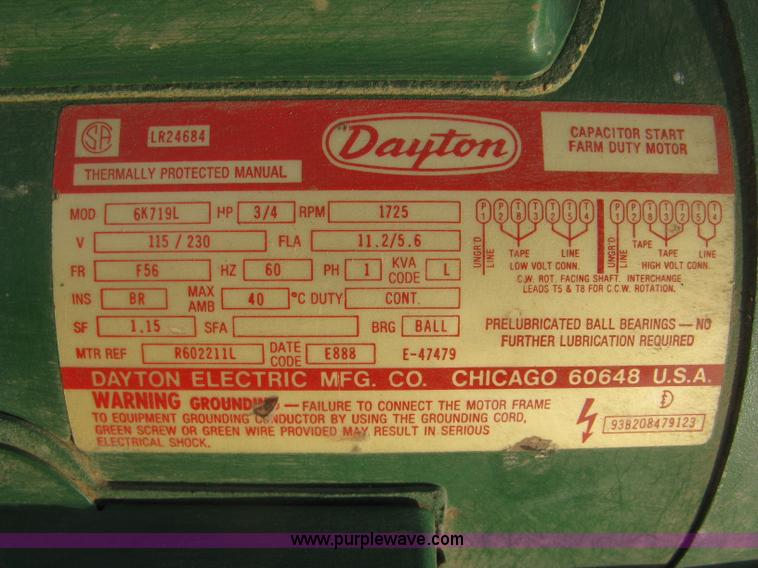 SA LR24684
Dayton
CAPACITOR START
FARM DUTY MOTOR
THERMALLY PROTECTED MANUAL
MOD 6K719L HP 3/4 RPM 1725
V 115/230 FLA 11.2/5.6
FR F56 HZ 60 PH 1 KVA CODE L
INS BR MAX AMB 40 °C DUTY CONT.
SF 1.15 SFA BRG BALL
MTR REF R602211L DATE CODE E888 E-47479
UNGR'D LINE TAPE LINE UNGR'D LINE TAPE TAPE LINE
LOW VOLT CONN. HIGH VOLT CONN.
C.W. ROT. FACING SHAFT. INTERCHANGE
LEADS T5 & T8 FOR C.C.W. ROTATION.
PRELUBRICATED BALL BEARINGS — NO
FURTHER LUBRICATION REQUIRED
DAYTON ELECTRIC MFG. CO. CHICAGO 60648 U.S.A.
WARNING GROUNDING — FAILURE TO CONNECT THE MOTOR FRAME
TO EQUIPMENT GROUNDING CONDUCTOR BY USING THE GROUNDING CORD,
GREEN SCREW OR GREEN WIRE PROVIDED MAY RESULT IN SERIOUS
ELECTRICAL SHOCK.
93B208479123
www.purplewave.com